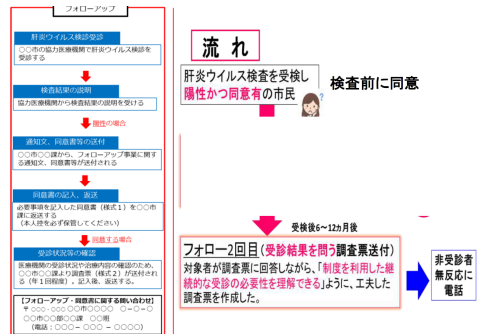 フォローアップ
肝炎ウイルス検診受診
○○市の協力医療機関で肝炎ウイルス検診を
受診する
検査結果の説明
協力医療機関から検査結果の説明を受ける
陽性の場合
通知文、同意書等の送付
○○市○○課から、フォローアップ事業に関す
る通知文、同意書等が送付される
同意書の記入、返送
必要事項を記入した同意書（様式１）を○○市
課に返送する
（本人控を必ず保管してください）
同意する場合
受診状況等の確認
医療機関の受診状況や治療内容の確認のため、
○○市○○課より調査票（様式２）が送付され
る（年１回程度）。記入後、返送する。
【フォローアップ・同意書に関する問い合わせ】
〒○○○-○○○○ ○○市○○○○ ○－○－○
○○市○○部○○課 ○○班
（電話：○○○－○○○－○○○○）
流れ
肝炎ウイルス検査を受検し
陽性かつ同意有の市民
検査前に同意
受検後6～12カ月後
フォロー2回目（受診結果を問う調査票送付）
対象者が調査票に回答しながら、「制度を利用した継
続的な受診の必要性を理解できる」ように、工夫した
調査票を作成した。
非受診者
無反応に
電話